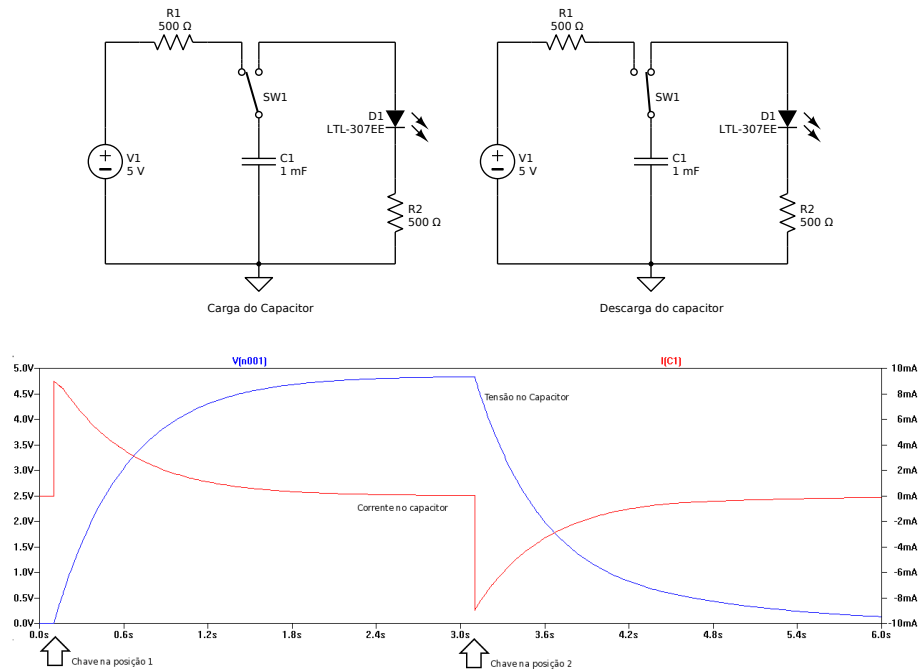 R1
500 Ω
SW1
D1
LTL-307EE
V1
5 V
C1
1 mF
R2
500 Ω
Carga do Capacitor
R1
500 Ω
SW1
D1
LTL-307EE
V1
5 V
C1
1 mF
R2
500 Ω
Descarga do capacitor
V(n001)
I(C1)
5.0V
4.5V
4.0V
3.5V
3.0V
2.5V
2.0V
1.5V
1.0V
0.5V
0.0V
10mA
8mA
6mA
4mA
2mA
0mA
-2mA
-4mA
-6mA
-8mA
-10mA
Tensão no Capacitor
Corrente no capacitor
0.0s
0.6s
1.2s
1.8s
2.4s
3.0s
3.6s
4.2s
4.8s
5.4s
6.0s
Chave na posição 1
Chave na posição 2